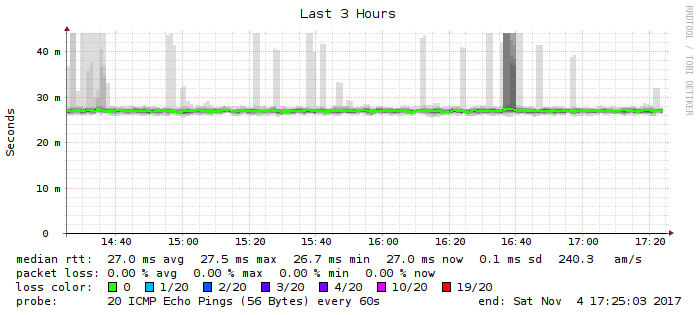 Last 3 Hours
RRDTOOL / TOBI OETIKER
Seconds
40 m
30 m
20 m
10 m
0
14:40 15:00 15:20 15:40 16:00 16:20 16:40 17:00 17:20
median rtt: 27.0 ms avg 27.5 ms max 26.7 ms min 27.0 ms now 0.1 ms sd 240.3 am/s
packet loss: 0.00 % avg 0.00 % max 0.00 % min 0.00 % now
loss color: 0 1/20 2/20 3/20 4/20 10/20 19/20
probe: 20 ICMP Echo Pings (56 Bytes) every 60s end: Sat Nov 4 17:25:03 2017